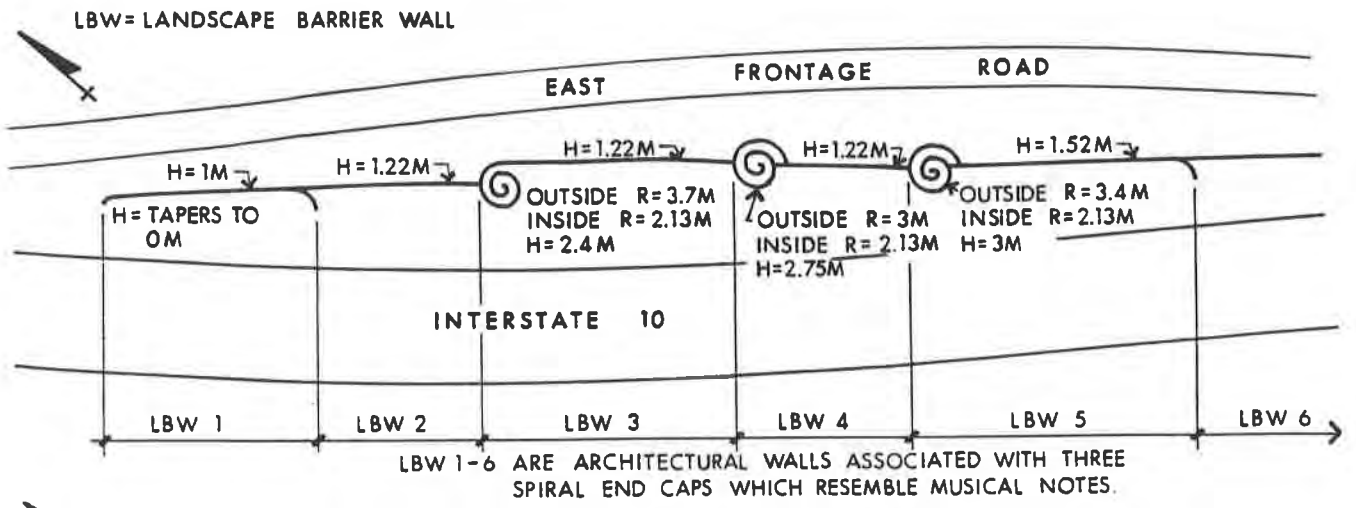 LBW= LANDSCAPE BARRIER WALL
EAST FRONTAGE ROAD
H=1M
H=1.22M
H=1.22M
H=1.22M
H=1.52M
H= TAPERS TO
0M
OUTSIDE R=3.7M
INSIDE R=2.13M
H=2.4M
OUTSIDE R=3M
INSIDE R=2.13M
H=2.75M
OUTSIDE R=3.4M
INSIDE R=2.13M
H=3M
INTERSTATE 10
LBW 1
LBW 2
LBW 3
LBW 4
LBW 5
LBW 6
LBW 1-6 ARE ARCHITECTURAL WALLS ASSOCIATED WITH THREE
SPIRAL END CAPS WHICH RESEMBLE MUSICAL NOTES.